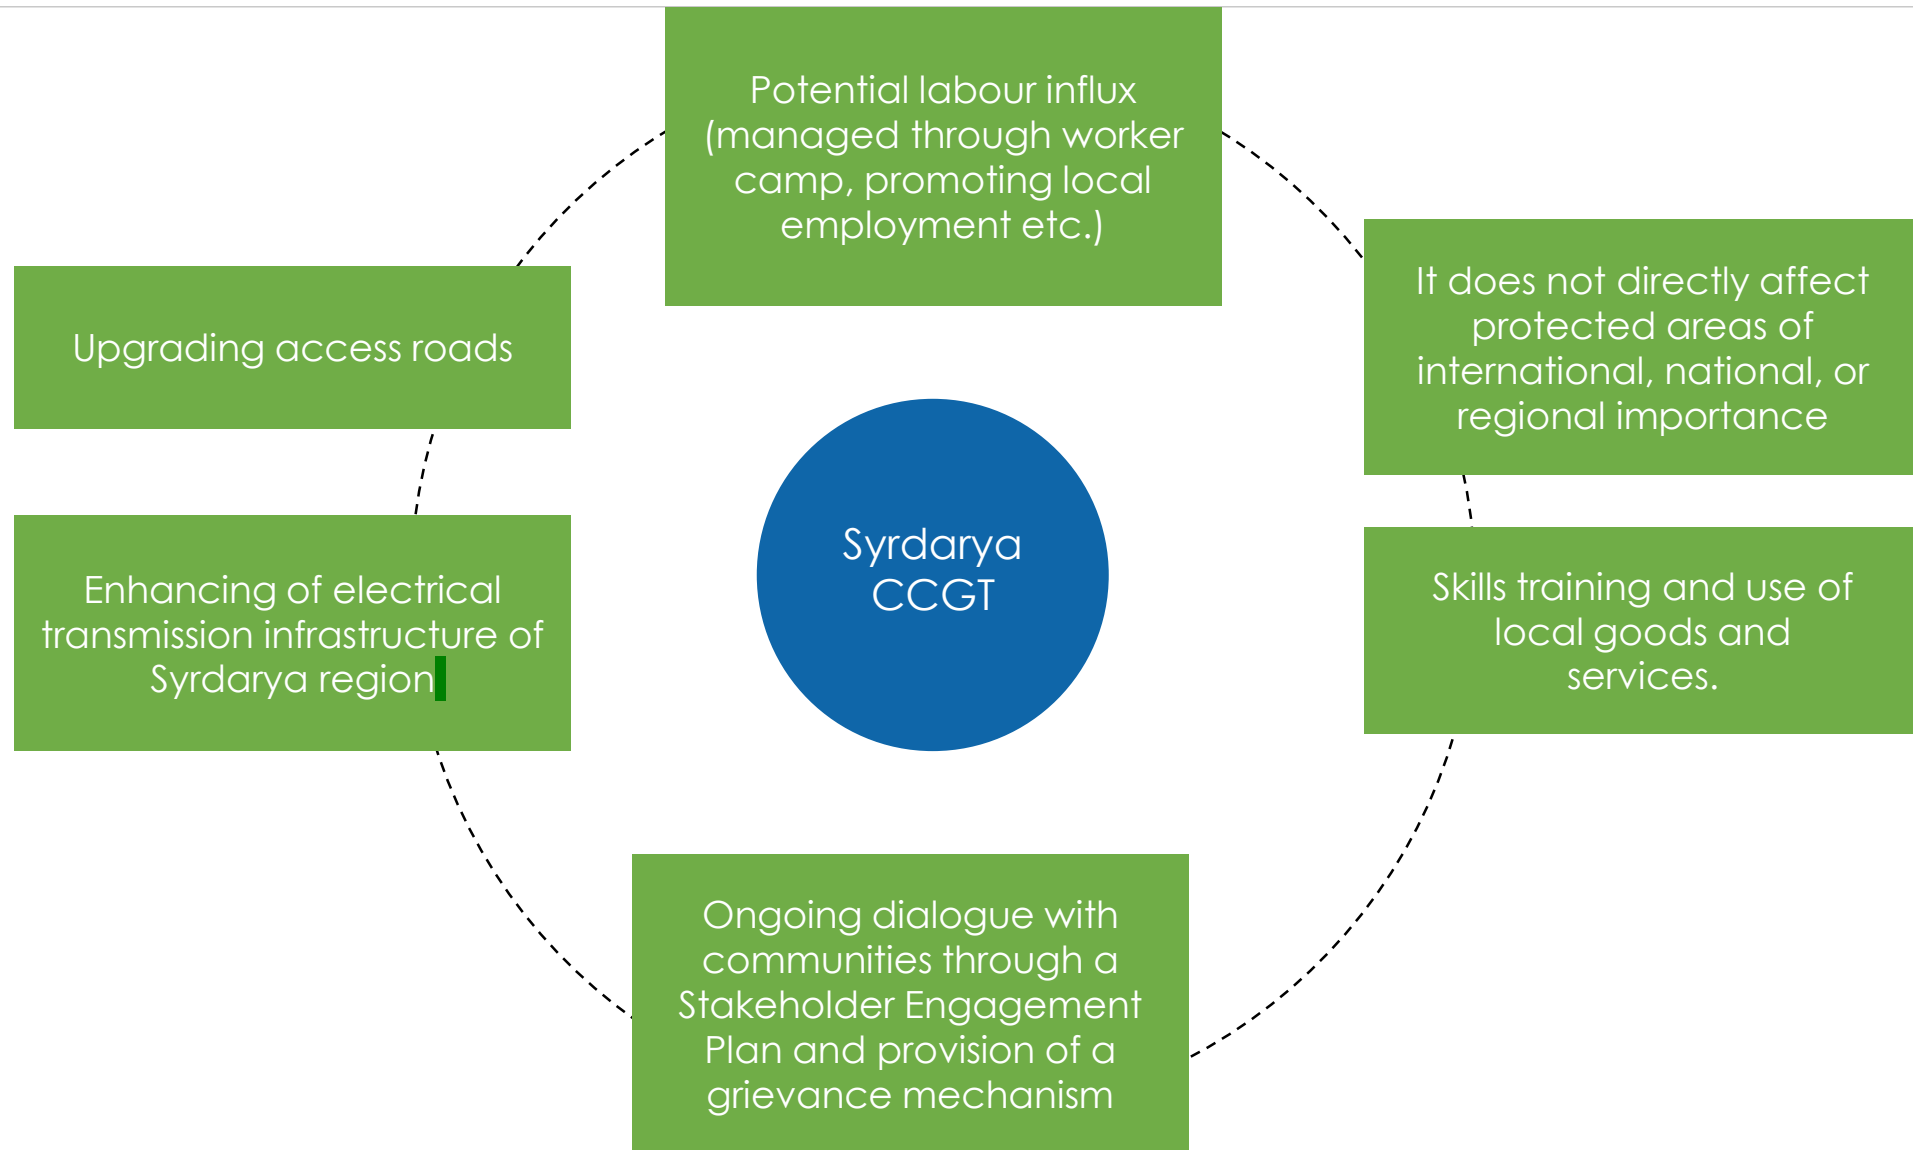 Potential labour influx
(managed through worker
camp, promoting local
employment etc.)
It does not directly affect
protected areas of
international, national, or
regional importance
Upgrading access roads
Syrdarya
CCGT
Enhancing of electrical
transmission infrastructure of
Syrdarya region
Skills training and use of
local goods and
services.
Ongoing dialogue with
communities through a
Stakeholder Engagement
Plan and provision of a
grievance mechanism